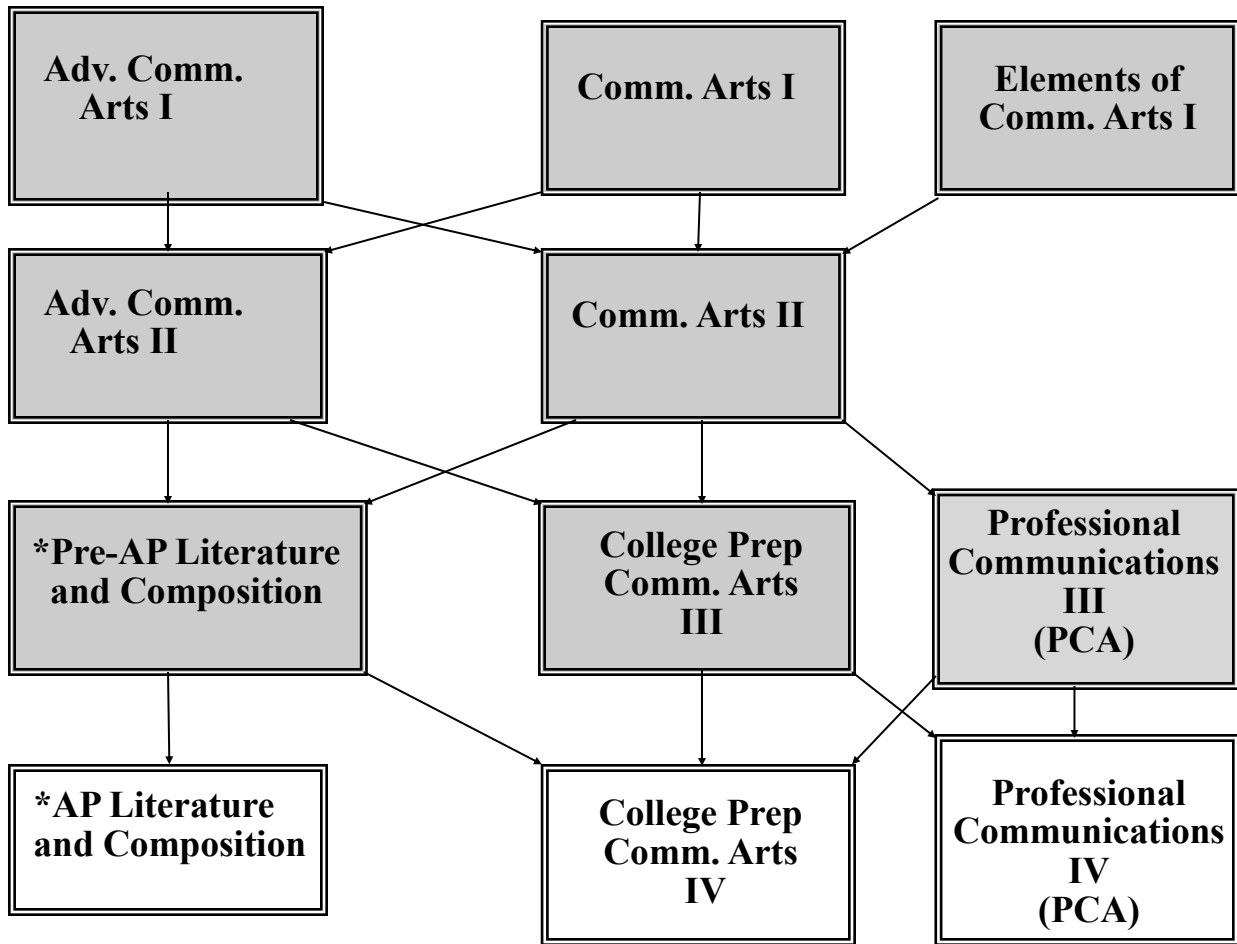 Adv. Comm.
Arts I
Comm. Arts I
Elements of
Comm. Arts I
Adv. Comm.
Arts II
Comm. Arts II
*Pre-AP Literature
and Composition
College Prep
Comm. Arts
III
Professional
Communications
III
(PCA)
*AP Literature
and Composition
College Prep
Comm. Arts
IV
Professional
Communications
IV
(PCA)